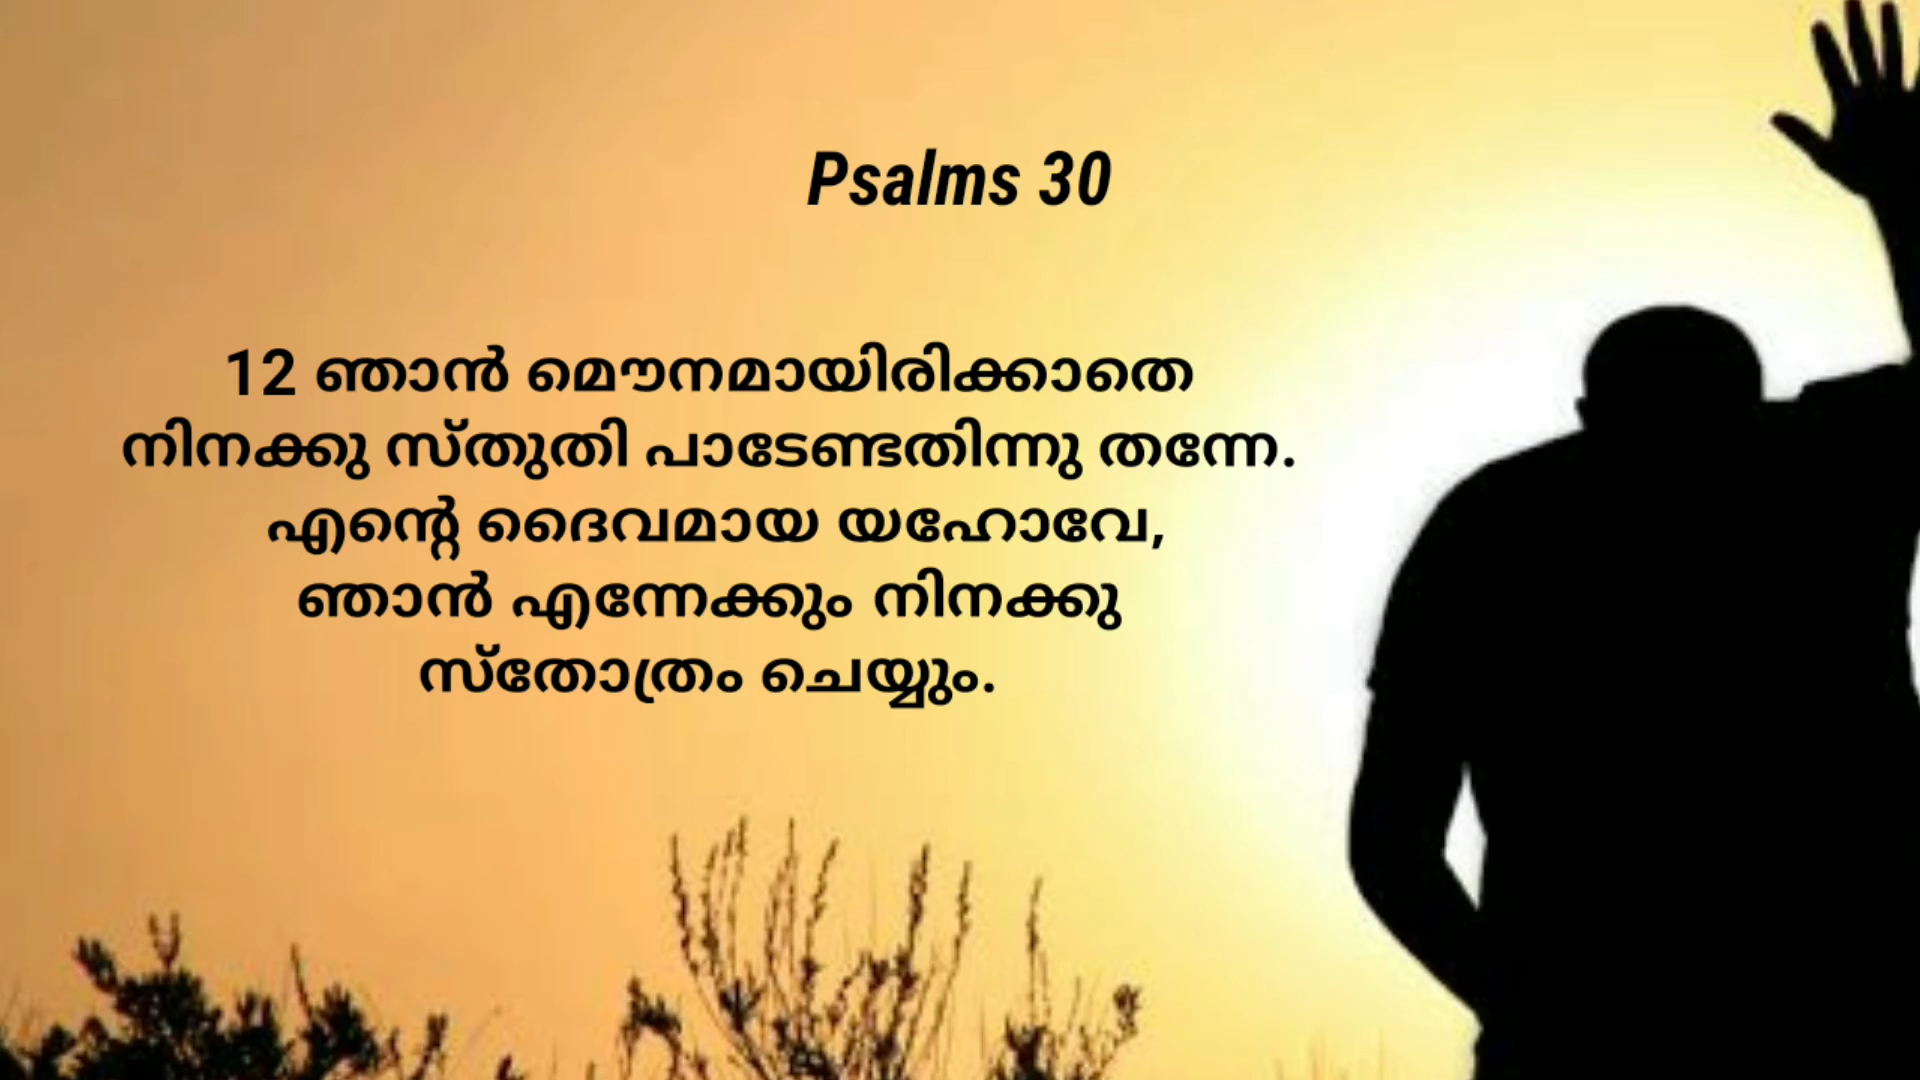 Psalms 30
12 ഞാൻ മൌനമായിരിക്കാതെ
നിനക്കു സ്തുതി പാടേണ്ടതിന്നു തന്നേ.
എന്റെ ദൈവമായ യഹോവേ,
ഞാൻ എന്നേക്കും നിനക്കു
സ്തോത്രം ചെയ്യും.